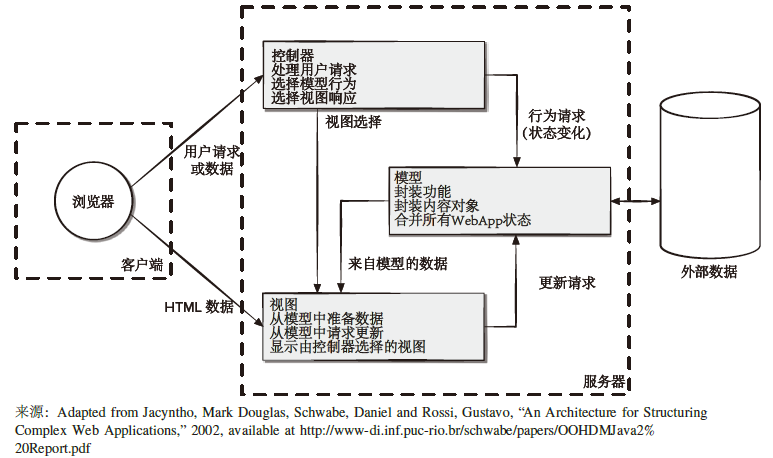 控制器
处理用户请求
选择模型行为
选择视图响应
视图选择
行为请求
(状态变化)
用户请求
或数据
浏览器
模型
封装功能
封装内容对象
合并所有WebApp状态
客户端
来自模型的数据
更新请求
外部数据
HTML 数据
视图
从模型中准备数据
从模型中请求更新
显示由控制器选择的视图
服务器
来源: Adapted from Jacyntho, Mark Douglas, Schwabe, Daniel and Rossi, Gustavo, “An Architecture for Structuring
Complex Web Applications,” 2002, available at http://www-di.inf.puc-rio.br/schwabe/papers/OOHDMJava2%
20Report.pdf